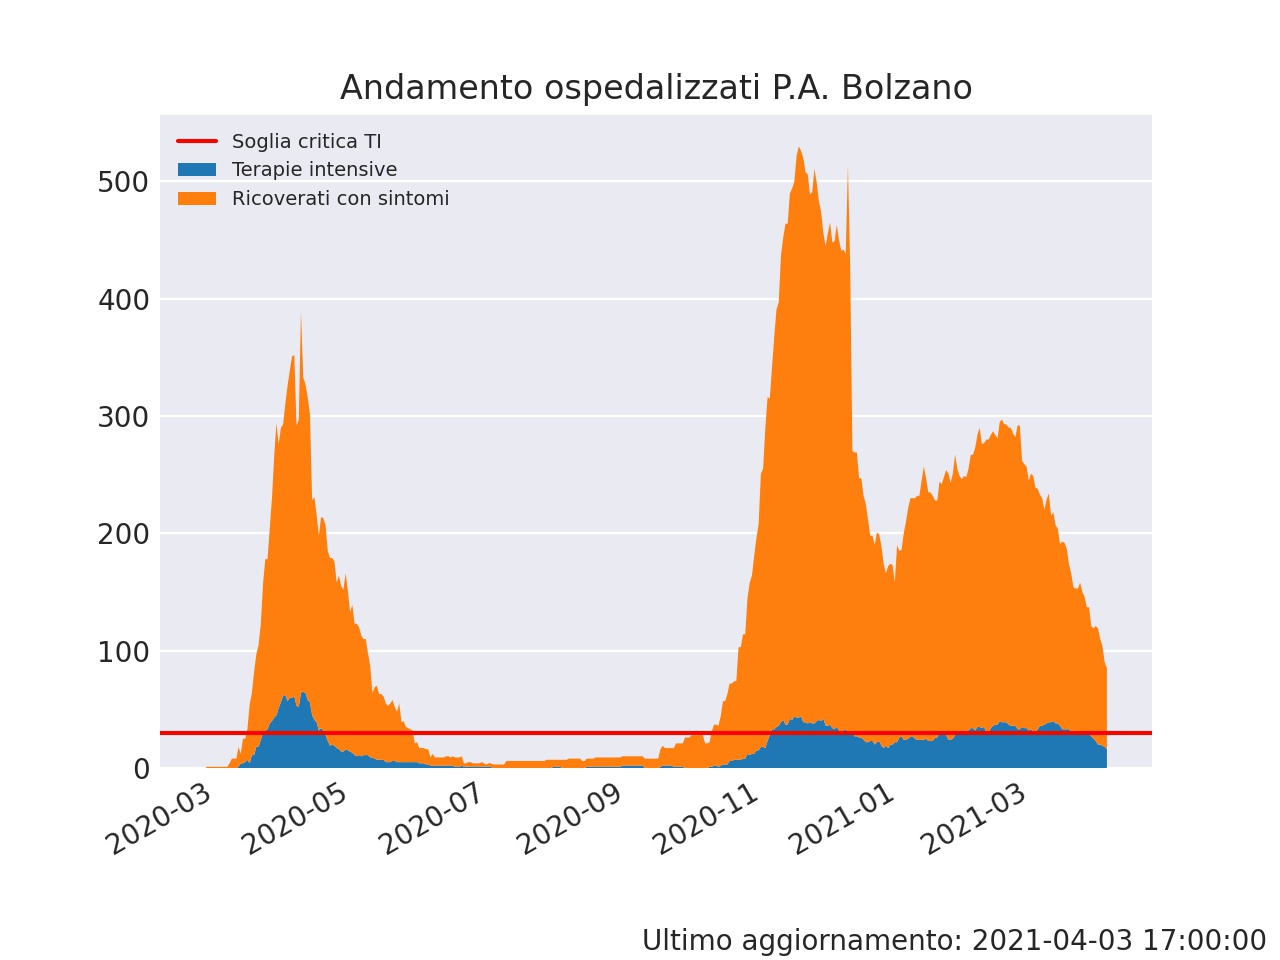 Andamento ospedalizzati P.A. Bolzano
Soglia critica TI
Terapie intensive
Ricoverati con sintomi
500
400
300
200
100
0
2020-03
2020-05
2020-07
2020-09
2020-11
2021-01
2021-03
Ultimo aggiornamento: 2021-04-03 17:00:00